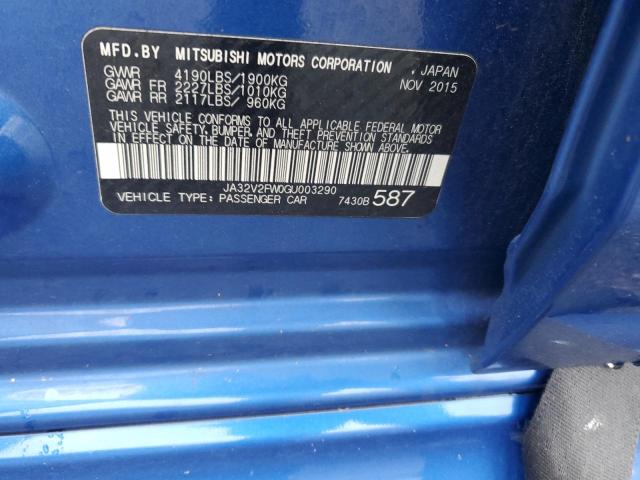 MFD. BY MITSUBISHI MOTORS CORPORATION
GVWR 4190LBS/1900KG JAPAN
GAWR FR 2227LBS/1010KG NOV 2015
GAWR RR 2117LBS/ 960KG
THIS VEHICLE CONFORMS TO ALL APPLICABLE FEDERAL MOTOR
VEHICLE SAFETY, BUMPER, AND THEFT PREVENTION STANDARDS
IN EFFECT ON THE DATE OF MANUFACTURE SHOWN ABOVE.
JA32V2FW0GU003290
VEHICLE TYPE: PASSENGER CAR 7430B 587